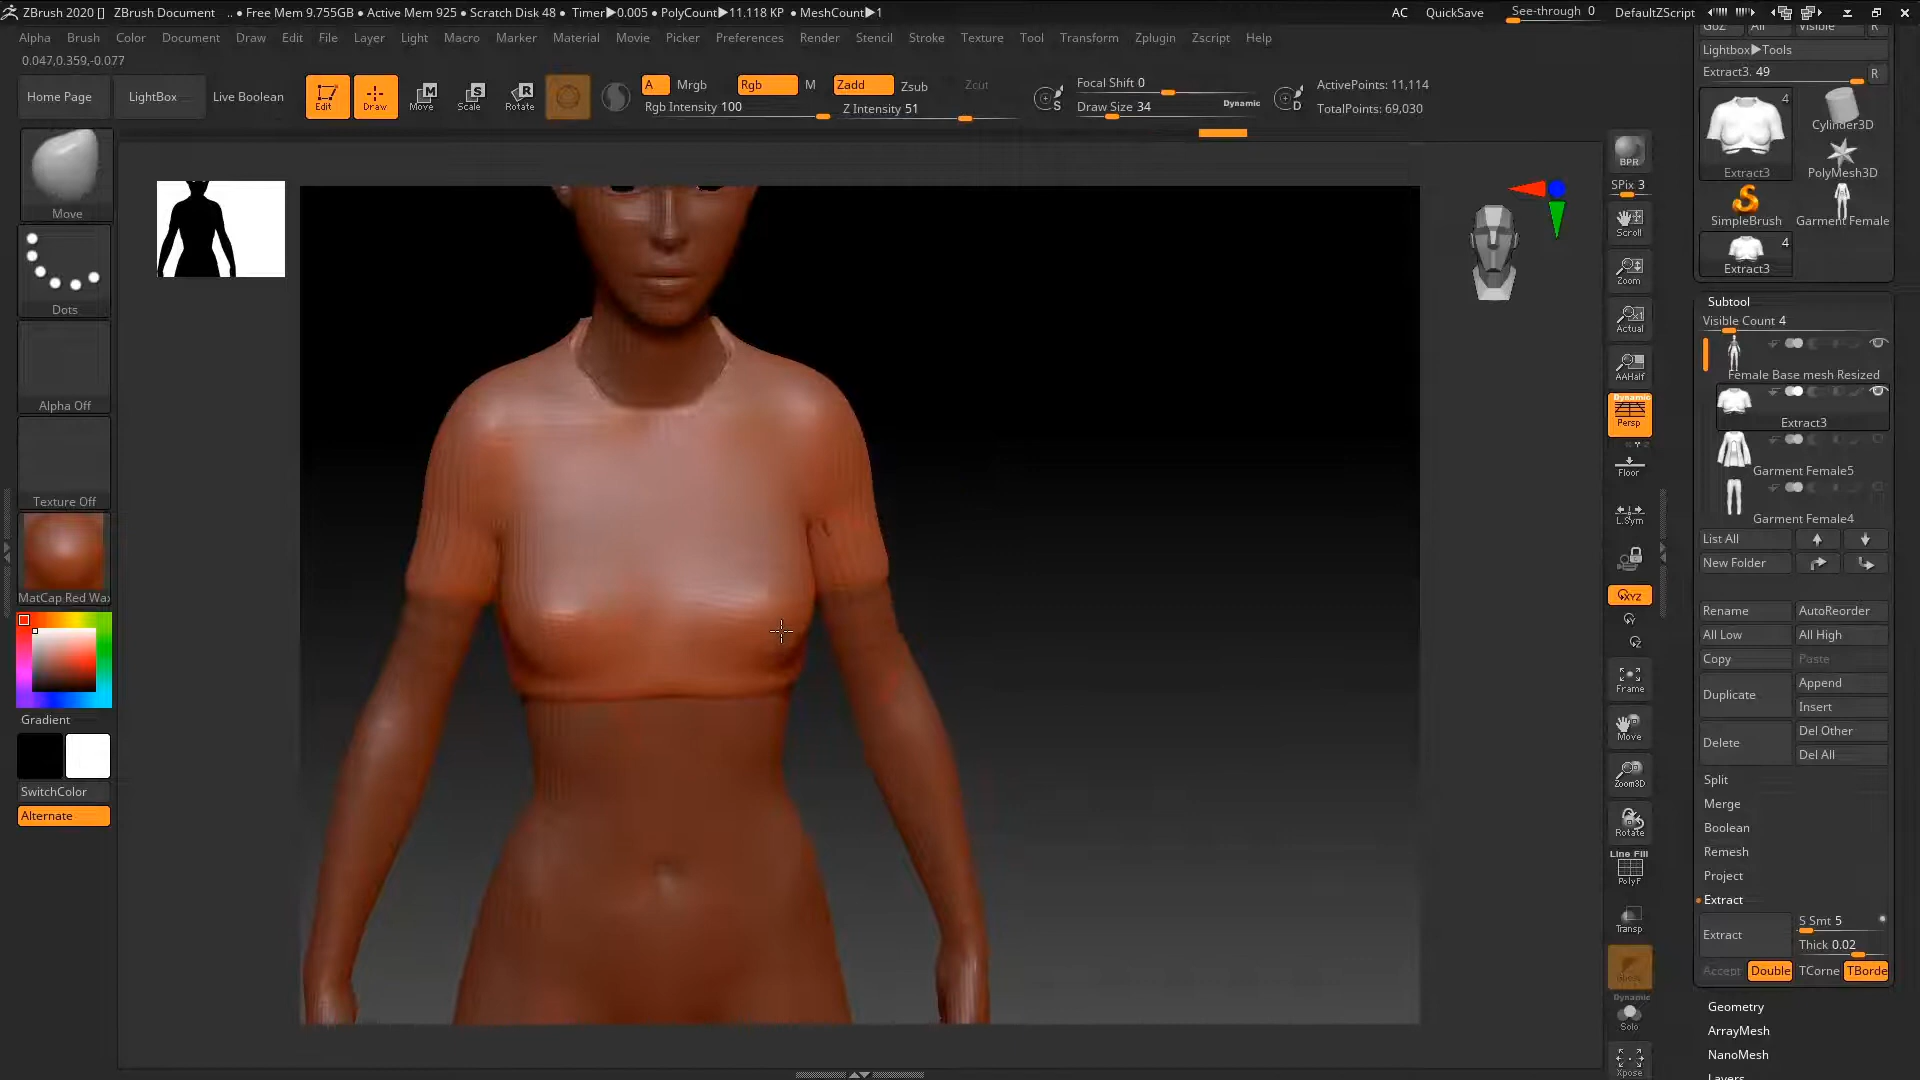 ZBrush 2020 [] ZBrush Document .. ● Free Mem 9.755GB ● Active Mem 925 ● Scratch Disk 48 ● Timer▶0.005 ● PolyCount▶11.118 KP ● MeshCount▶1 AC QuickSave See-through 0 DefaultZScript
Alpha Brush Color Document Draw Edit File Layer Light Macro Marker Material Movie Picker Preferences Render Stencil Stroke Texture Tool Transform Zplugin Zscript Help
0.047,0.359,-0.077
Home Page LightBox Live Boolean Edit Draw Move Scale Rotate
A Mrgb Rgb M Zadd Zsub Zcut
Rgb Intensity 100 Z Intensity 51
Focal Shift 0
Draw Size 34 Dynamic
ActivePoints: 11,114
TotalPoints: 69,030
Move
Dots
Alpha Off
Texture Off
MatCap Red Wax
Gradient
SwitchColor
Alternate
BPR
SPix 3
Scroll
Zoom
Actual
AAHalf
Dynamic
Persp
Floor
L.Sym
XYZ
Frame
Move
Zoom3D
Rotate
Line Fill
PolyF
Transp
Dynamic
Solo
Xpose
GoZ All Visible R
Lightbox▶Tools
Extract3. 49 R
4
Extract3
Cylinder3D
PolyMesh3D
SimpleBrush Garment Female
4
Extract3
Subtool
Visible Count 4
Female Base mesh Resized
Extract3
Garment Female5
Garment Female4
List All
New Folder
Rename AutoReorder
All Low All High
Copy Paste
Duplicate Append
Insert
Delete Del Other
Del All
Split
Merge
Boolean
Remesh
Project
Extract
Extract S Smt 5
Thick 0.02
Accept Double TCorne TBorde
Geometry
ArrayMesh
NanoMesh
Layers